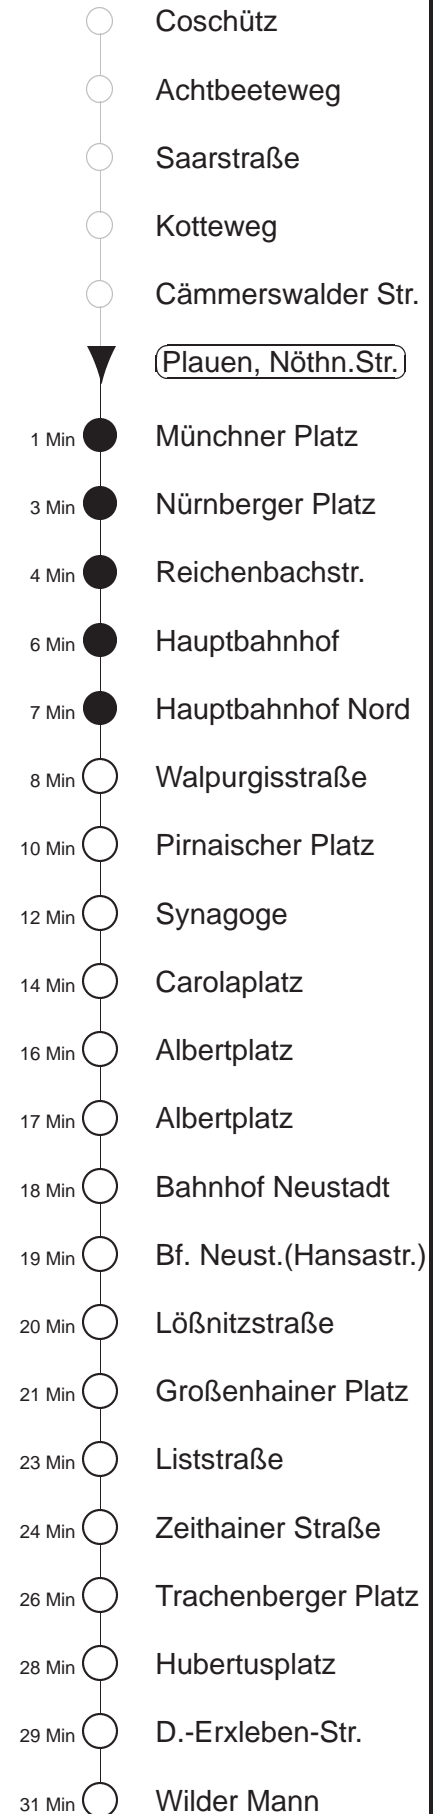 Coschütz
Achtbeeteweg
Saarstraße
Kotteweg
Cämmerswalder Str.
Plauen, Nöthn.Str.
1 Min Münchner Platz
3 Min Nürnberger Platz
4 Min Reichenbachstr.
6 Min Hauptbahnhof
7 Min Hauptbahnhof Nord
8 Min Walpurgisstraße
10 Min Pirnaischer Platz
12 Min Synagoge
14 Min Carolaplatz
16 Min Albertplatz
17 Min Albertplatz
18 Min Bahnhof Neustadt
19 Min Bf. Neust.(Hansastr.)
20 Min Lößnitzstraße
21 Min Großenhainer Platz
23 Min Liststraße
24 Min Zeithainer Straße
26 Min Trachenberger Platz
28 Min Hubertusplatz
29 Min D.-Erxleben-Str.
31 Min Wilder Mann